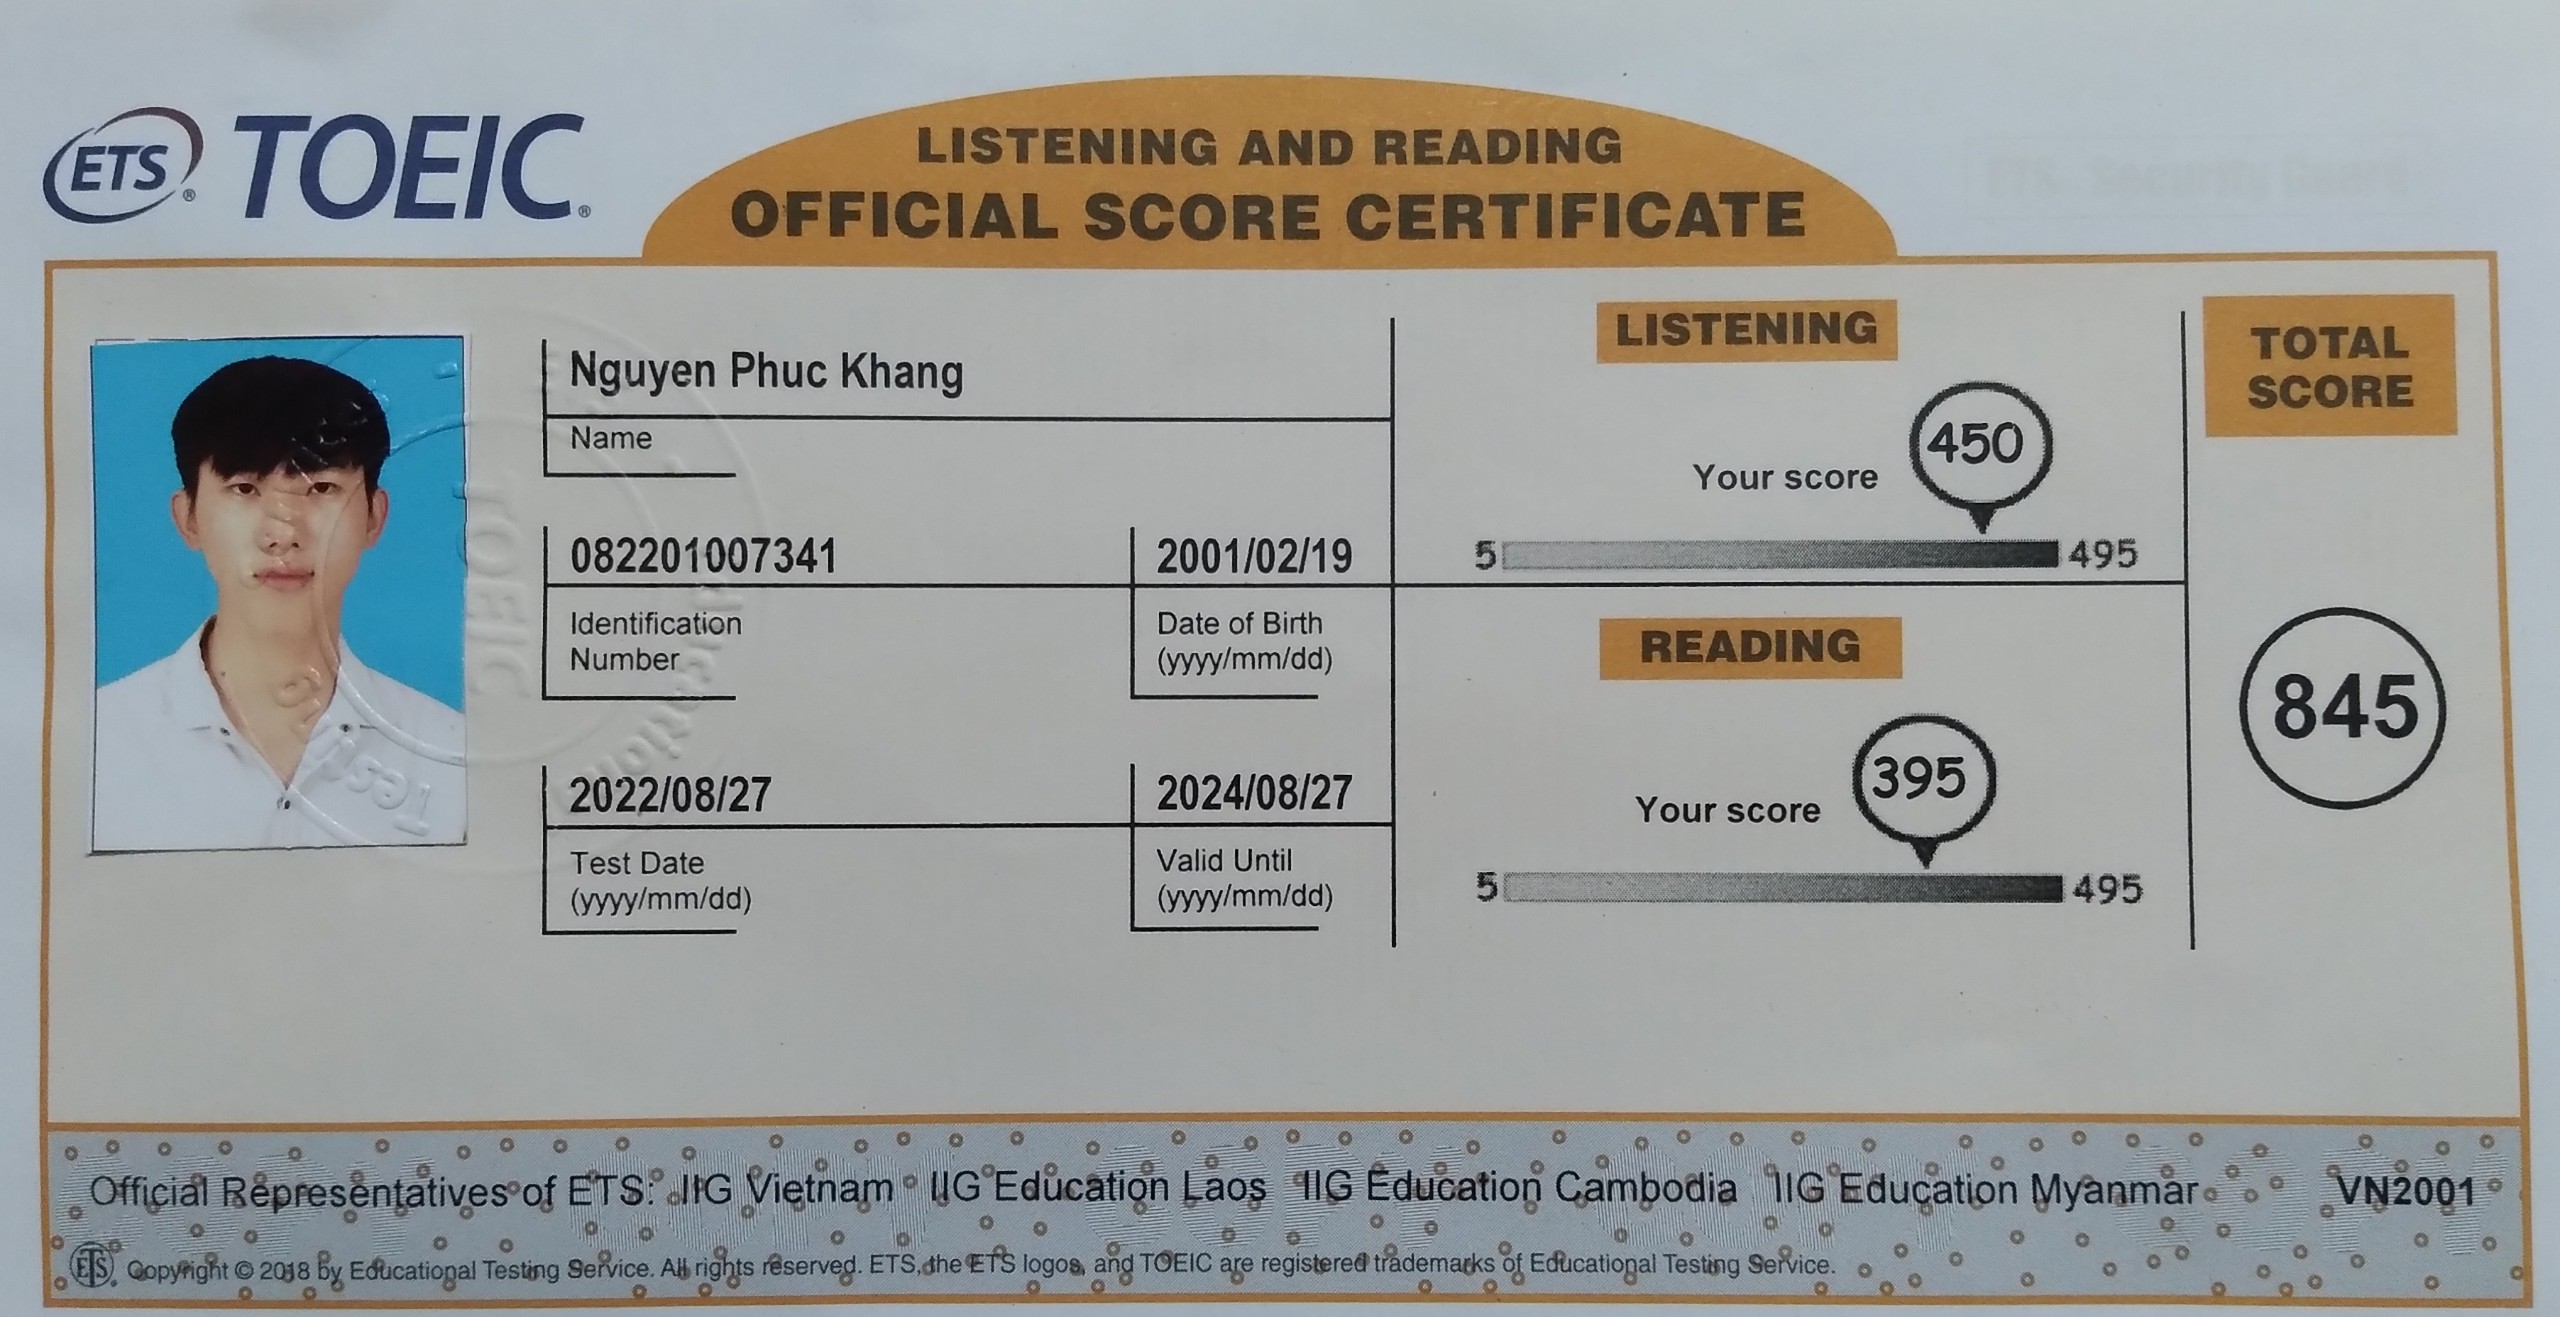 ETS® TOEIC®
LISTENING AND READING
OFFICIAL SCORE CERTIFICATE
Nguyen Phuc Khang
Name
082201007341
Identification
Number
2001/02/19
Date of Birth
(yyyy/mm/dd)
2022/08/27
Test Date
(yyyy/mm/dd)
2024/08/27
Valid Until
(yyyy/mm/dd)
LISTENING
Your score
450
5 495
READING
Your score
395
5 495
TOTAL
SCORE
845
TOEIC
Test
Official Representatives of ETS: IIG Vietnam IIG Education Laos IIG Education Cambodia IIG Education Myanmar VN2001
ETS® Copyright © 2018 by Educational Testing Service. All rights reserved. ETS, the ETS logos, and TOEIC are registered trademarks of Educational Testing Service.